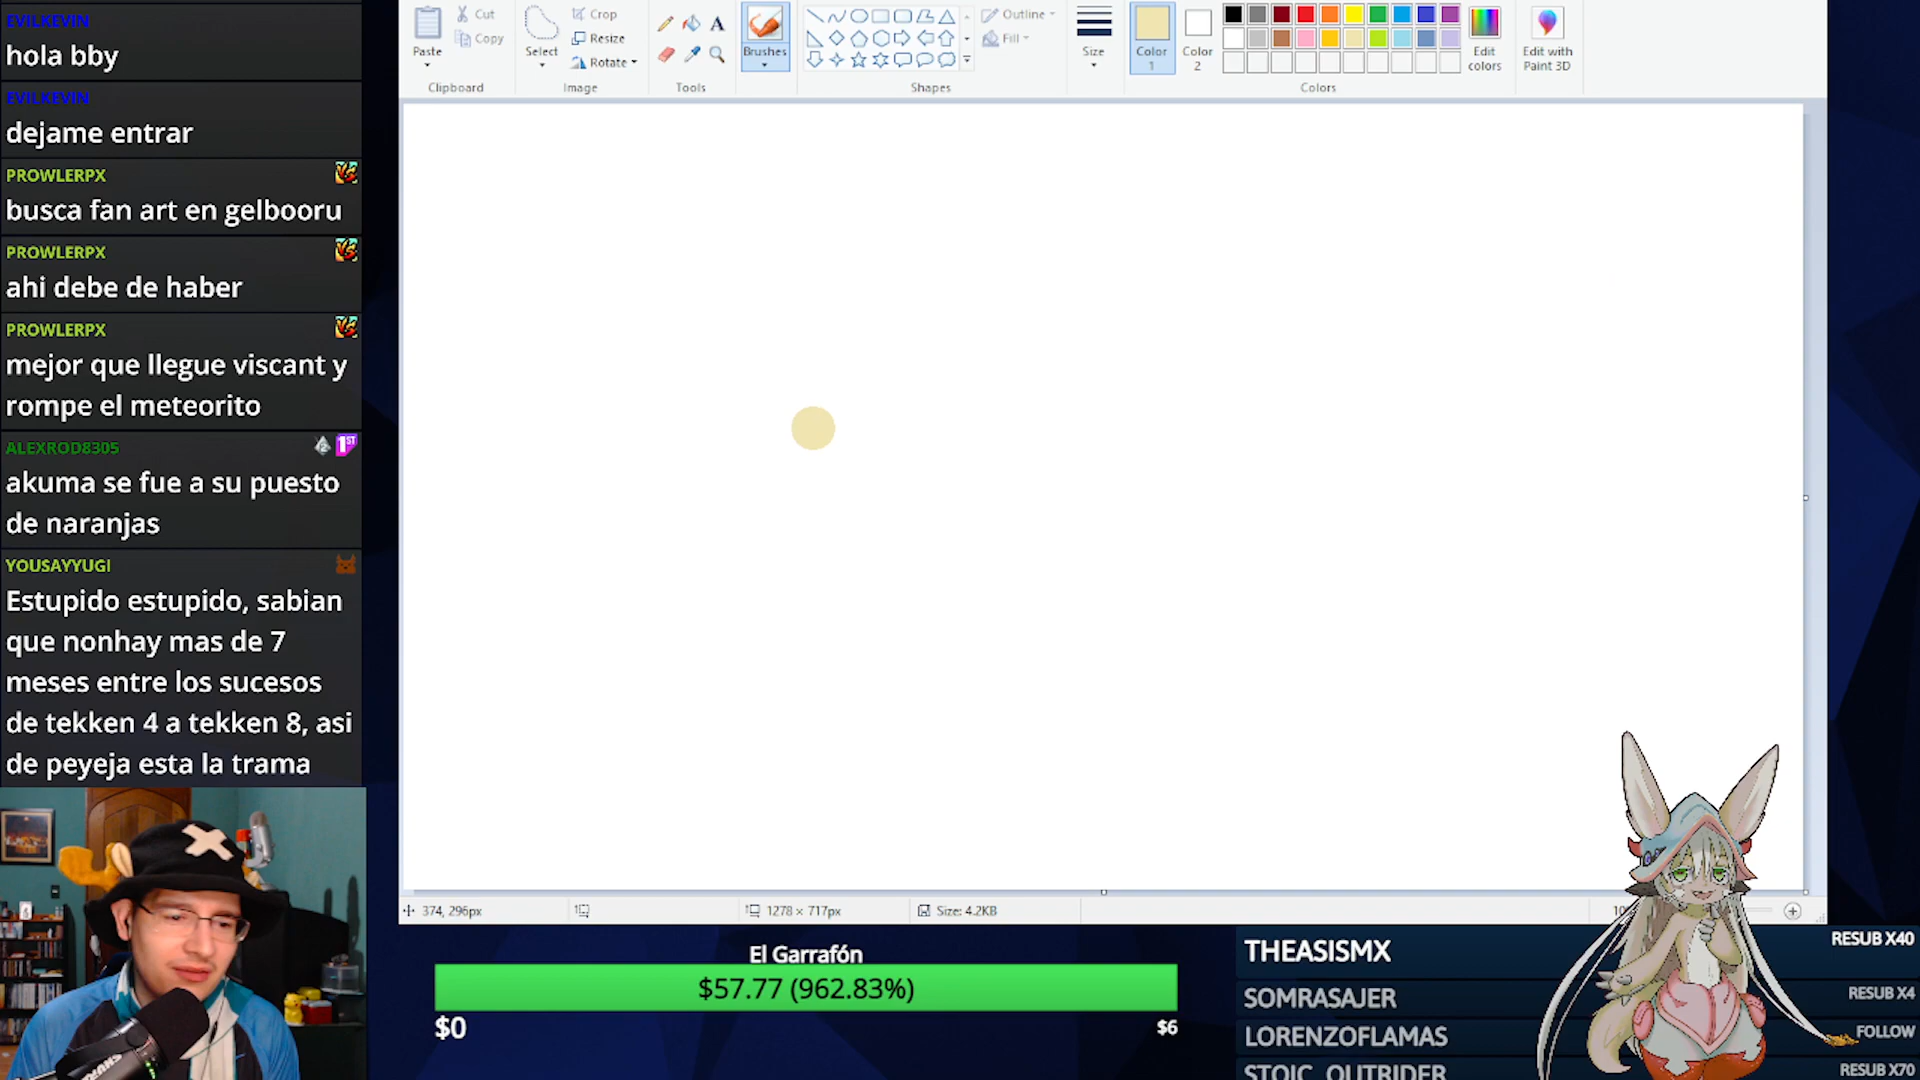 EVILKEVIN
hola bby
EVILKEVIN
dejame entrar
PROWLERPX
busca fan art en gelbooru
PROWLERPX
ahi debe de haber
PROWLERPX
mejor que llegue viscant y
rompe el meteorito
ALEXROD8305
1ST
akuma se fue a su puesto
de naranjas
YOUSAYYUGI
Estupido estupido, sabian
que nonhay mas de 7
meses entre los sucesos
de tekken 4 a tekken 8, asi
de peyeja esta la trama
Paste
Cut
Copy
Clipboard
Select
Crop
Resize
Rotate
Image
A
Tools
Brushes
Shapes
Outline
Fill
Size
Color
1
Color
2
Colors
Edit
colors
Edit with
Paint 3D
374, 296px
1278 × 717px
Size: 4.2KB
El Garrafón
$57.77 (962.83%)
$0
$6
THEASISMX
RESUB X40
SOMRASAJER
RESUB X4
LORENZOFLAMAS
FOLLOW
STOIC_OUTRIDER
RESUB X70